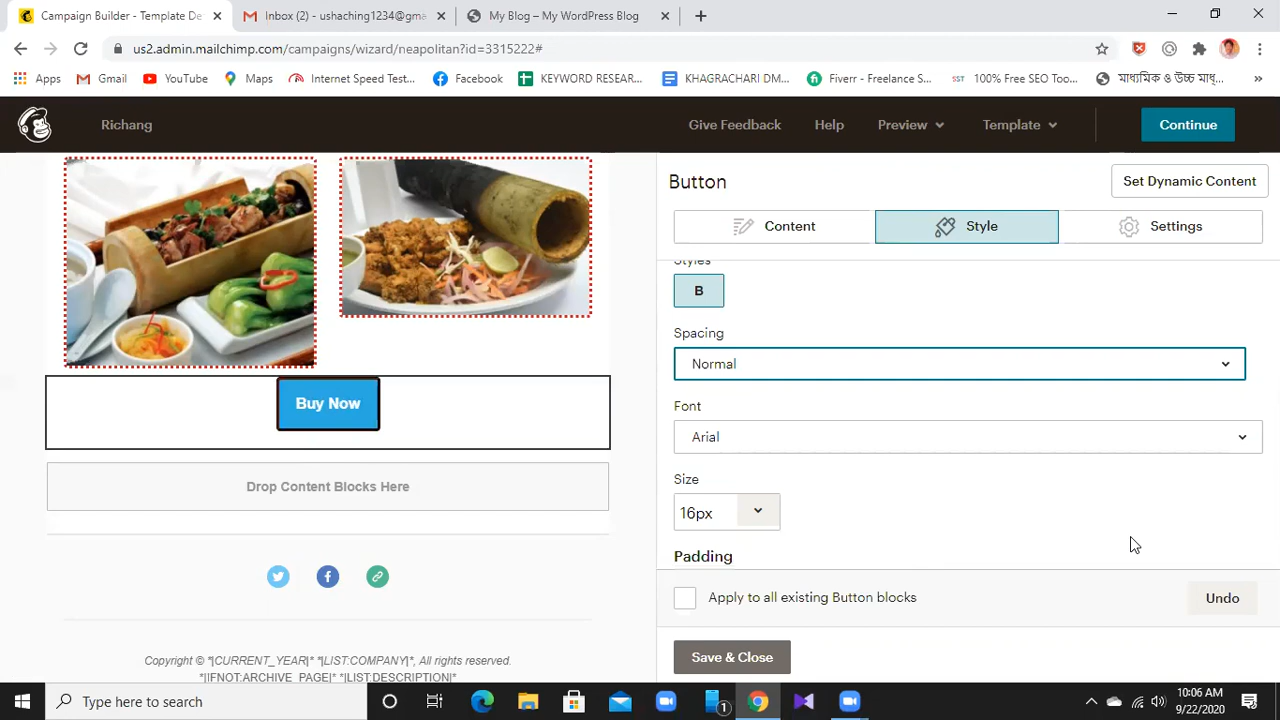 Campaign Builder - Template De
Inbox (2) - ushaching1234@gma
My Blog – My WordPress Blog
us2.admin.mailchimp.com/campaigns/wizard/neapolitan?id=3315222#
Apps
Gmail
YouTube
Maps
Internet Speed Test...
Facebook
KEYWORD RESEAR...
KHAGRACHARI DM...
Fiverr - Freelance S...
SST 100% Free SEO Too...
মাধ্যমিক ও উচ্চ মাধ্...
Richang
Give Feedback
Help
Preview
Template
Continue
Button
Set Dynamic Content
Content
Style
Settings
Styles
B
Spacing
Normal
Font
Arial
Size
16px
Padding
Apply to all existing Button blocks
Undo
Save & Close
Buy Now
Drop Content Blocks Here
Copyright © *|CURRENT_YEAR|* *|LIST:COMPANY|*, All rights reserved.
*|IFNOT:ARCHIVE_PAGE|* *|LIST:DESCRIPTION|*
Type here to search
1
10:06 AM
9/22/2020